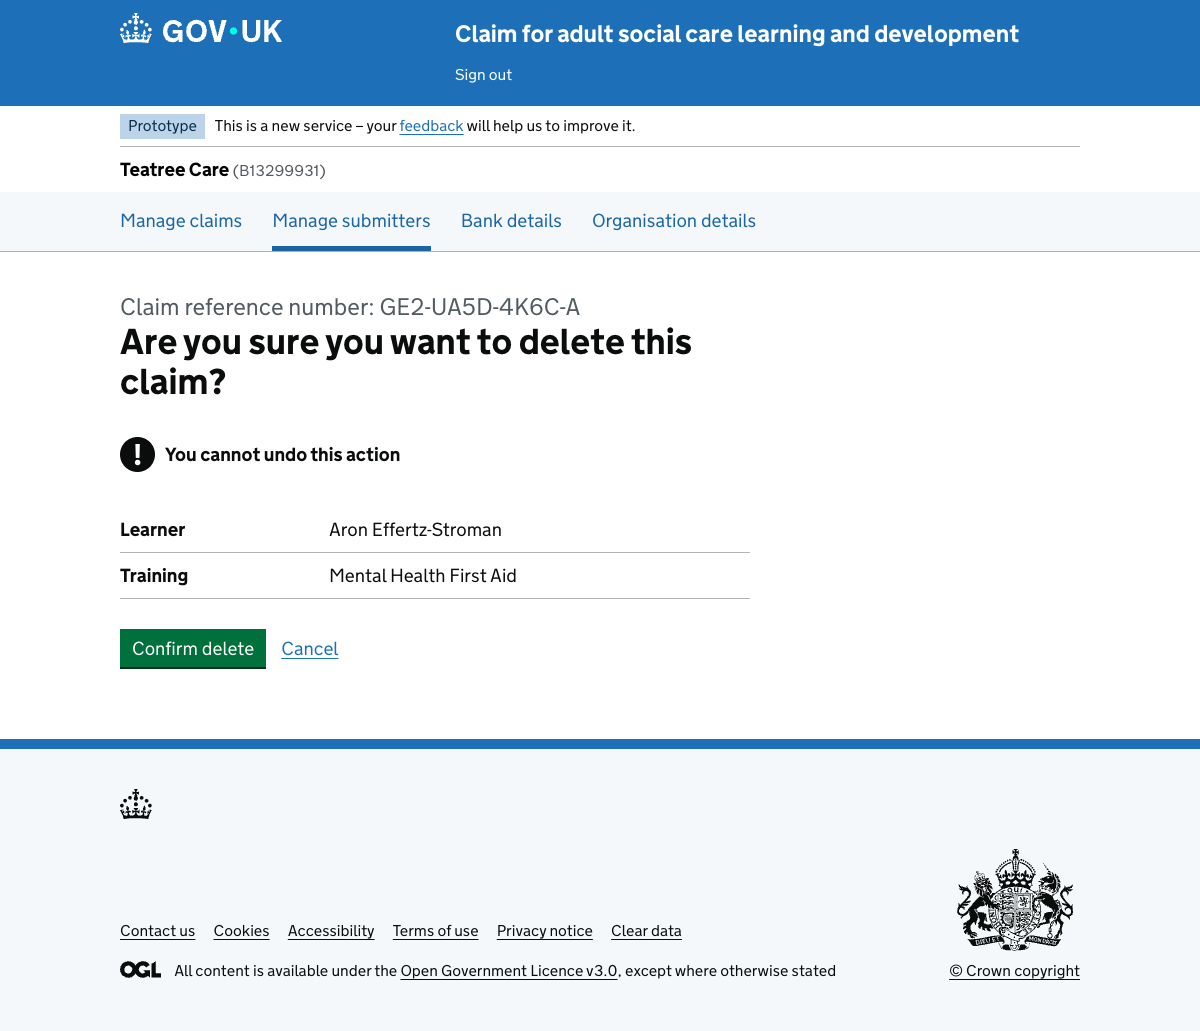 GOV·UK
Claim for adult social care learning and development
Sign out
Prototype This is a new service – your feedback will help us to improve it.
Teatree Care (B13299931)
Manage claims Manage submitters Bank details Organisation details
Claim reference number: GE2-UA5D-4K6C-A
Are you sure you want to delete this
claim?
! You cannot undo this action
Learner Aron Effertz-Stroman
Training Mental Health First Aid
Confirm delete Cancel
Contact us Cookies Accessibility Terms of use Privacy notice Clear data
OGL All content is available under the Open Government Licence v3.0, except where otherwise stated
© Crown copyright